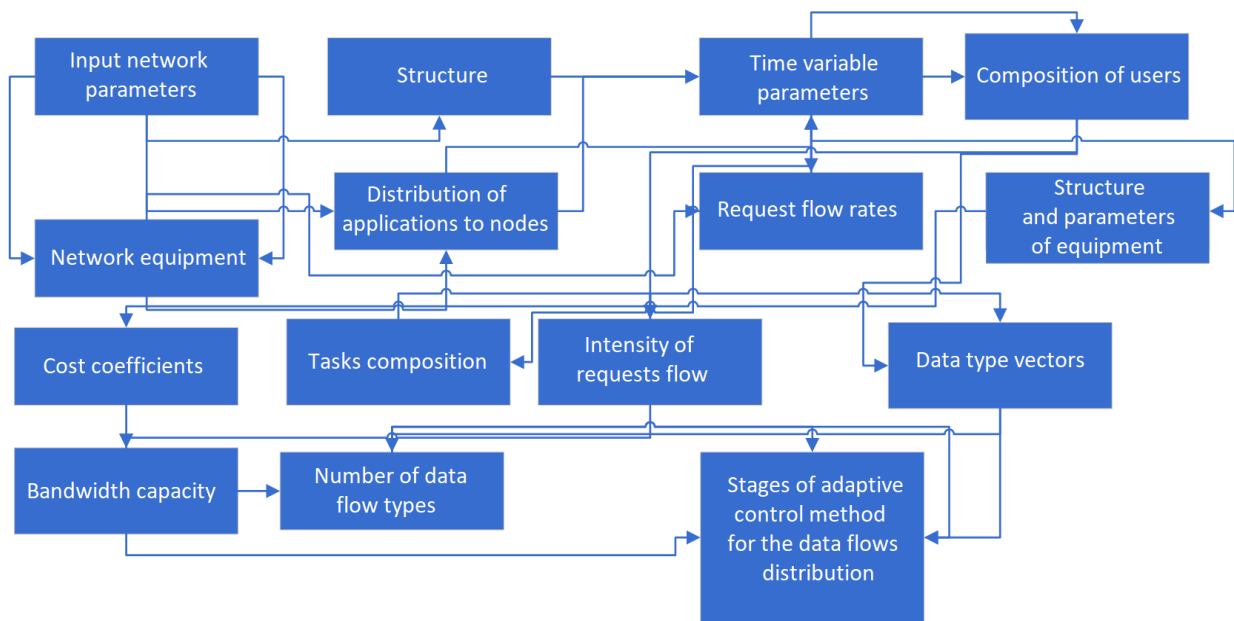 Input network
parameters
Structure
Time variable
parameters
Composition of users
Network equipment
Distribution of
applications to nodes
Request flow rates
Structure
and parameters
of equipment
Cost coefficients
Tasks composition
Intensity of
requests flow
Data type vectors
Bandwidth capacity
Number of data
flow types
Stages of adaptive
control method
for the data flows
distribution